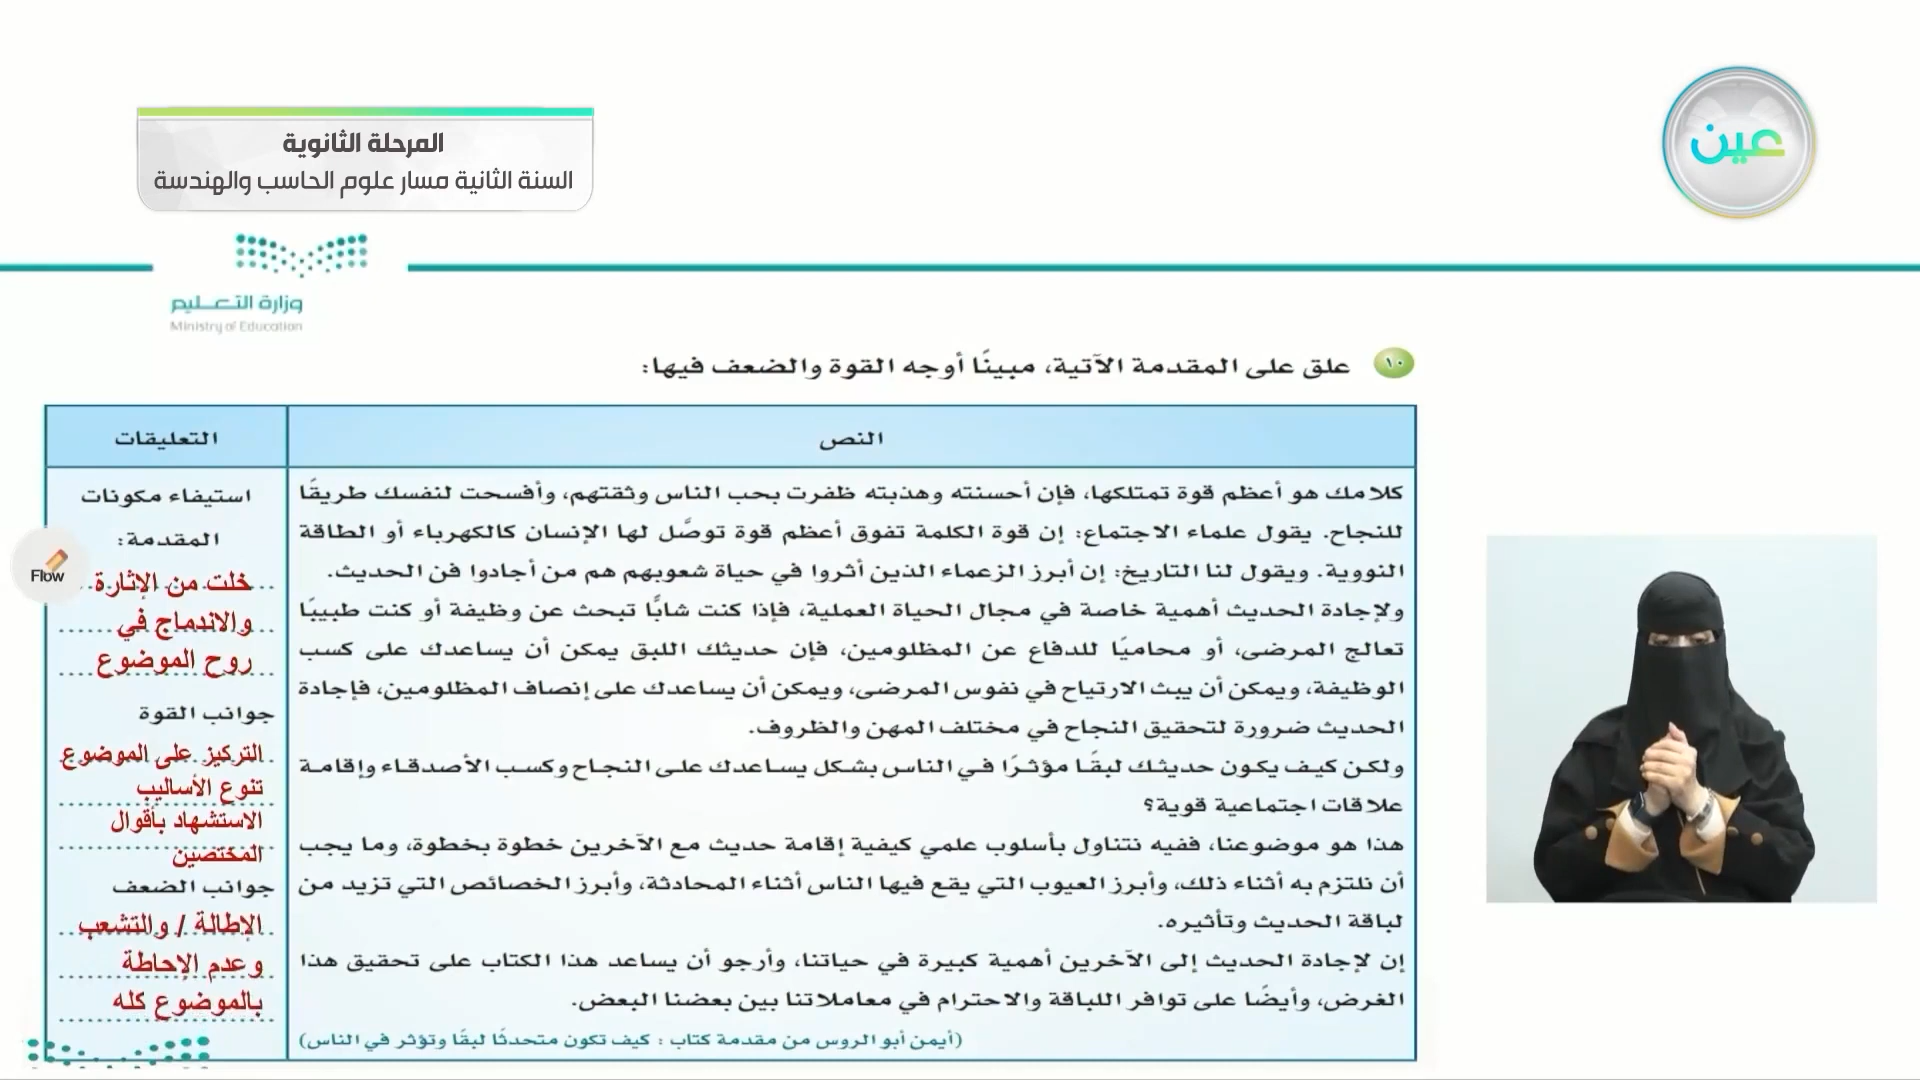 المرحلة الثانوية
السنة الثانية مسار علوم الحاسب والهندسة
عين
وزارة التعليم
Ministry of Education
١٠ علق على المقدمة الآتية، مبينًا أوجه القوة والضعف فيها:
النص
كلامك هو أعظم قوة تمتلكها، فإن أحسنته وهذبته ظفرت بحب الناس وثقتهم، وأفسحت لنفسك طريقًا
للنجاح. يقول علماء الاجتماع: إن قوة الكلمة تفوق أعظم قوة توصَّل لها الإنسان كالكهرباء أو الطاقة
النووية. ويقول لنا التاريخ: إن أبرز الزعماء الذين أثروا في حياة شعوبهم هم من أجادوا فن الحديث.
ولإجادة الحديث أهمية خاصة في مجال الحياة العملية، فإذا كنت شابًّا تبحث عن وظيفة أو كنت طبيبًا
تعالج المرضى، أو محاميًا للدفاع عن المظلومين، فإن حديثك اللبق يمكن أن يساعدك على كسب
الوظيفة، ويمكن أن يبث الارتياح في نفوس المرضى، ويمكن أن يساعدك على إنصاف المظلومين، فإجادة
الحديث ضرورة لتحقيق النجاح في مختلف المهن والظروف.
ولكن كيف يكون حديثك لبقًا مؤثرًا في الناس بشكل يساعدك على النجاح وكسب الأصدقاء وإقامة
علاقات اجتماعية قوية؟
هذا هو موضوعنا، ففيه نتناول بأسلوب علمي كيفية إقامة حديث مع الآخرين خطوة بخطوة، وما يجب
أن نلتزم به أثناء ذلك، وأبرز العيوب التي يقع فيها الناس أثناء المحادثة، وأبرز الخصائص التي تزيد من
لباقة الحديث وتأثيره.
إن لإجادة الحديث إلى الآخرين أهمية كبيرة في حياتنا، وأرجو أن يساعد هذا الكتاب على تحقيق هذا
الغرض، وأيضًا على توافر اللباقة والاحترام في معاملاتنا بين بعضنا البعض.
(أيمن أبو الروس من مقدمة كتاب : كيف تكون متحدثًا لبقًا وتؤثر في الناس)
التعليقات
استيفاء مكونات
المقدمة:
خلت من الإثارة
والاندماج في
روح الموضوع
جوانب القوة
التركيز على الموضوع
تنوع الأساليب
الاستشهاد بأقوال
المختصين
جوانب الضعف
الإطالة / والتشعب
وعدم الإحاطة
بالموضوع كله
Flow